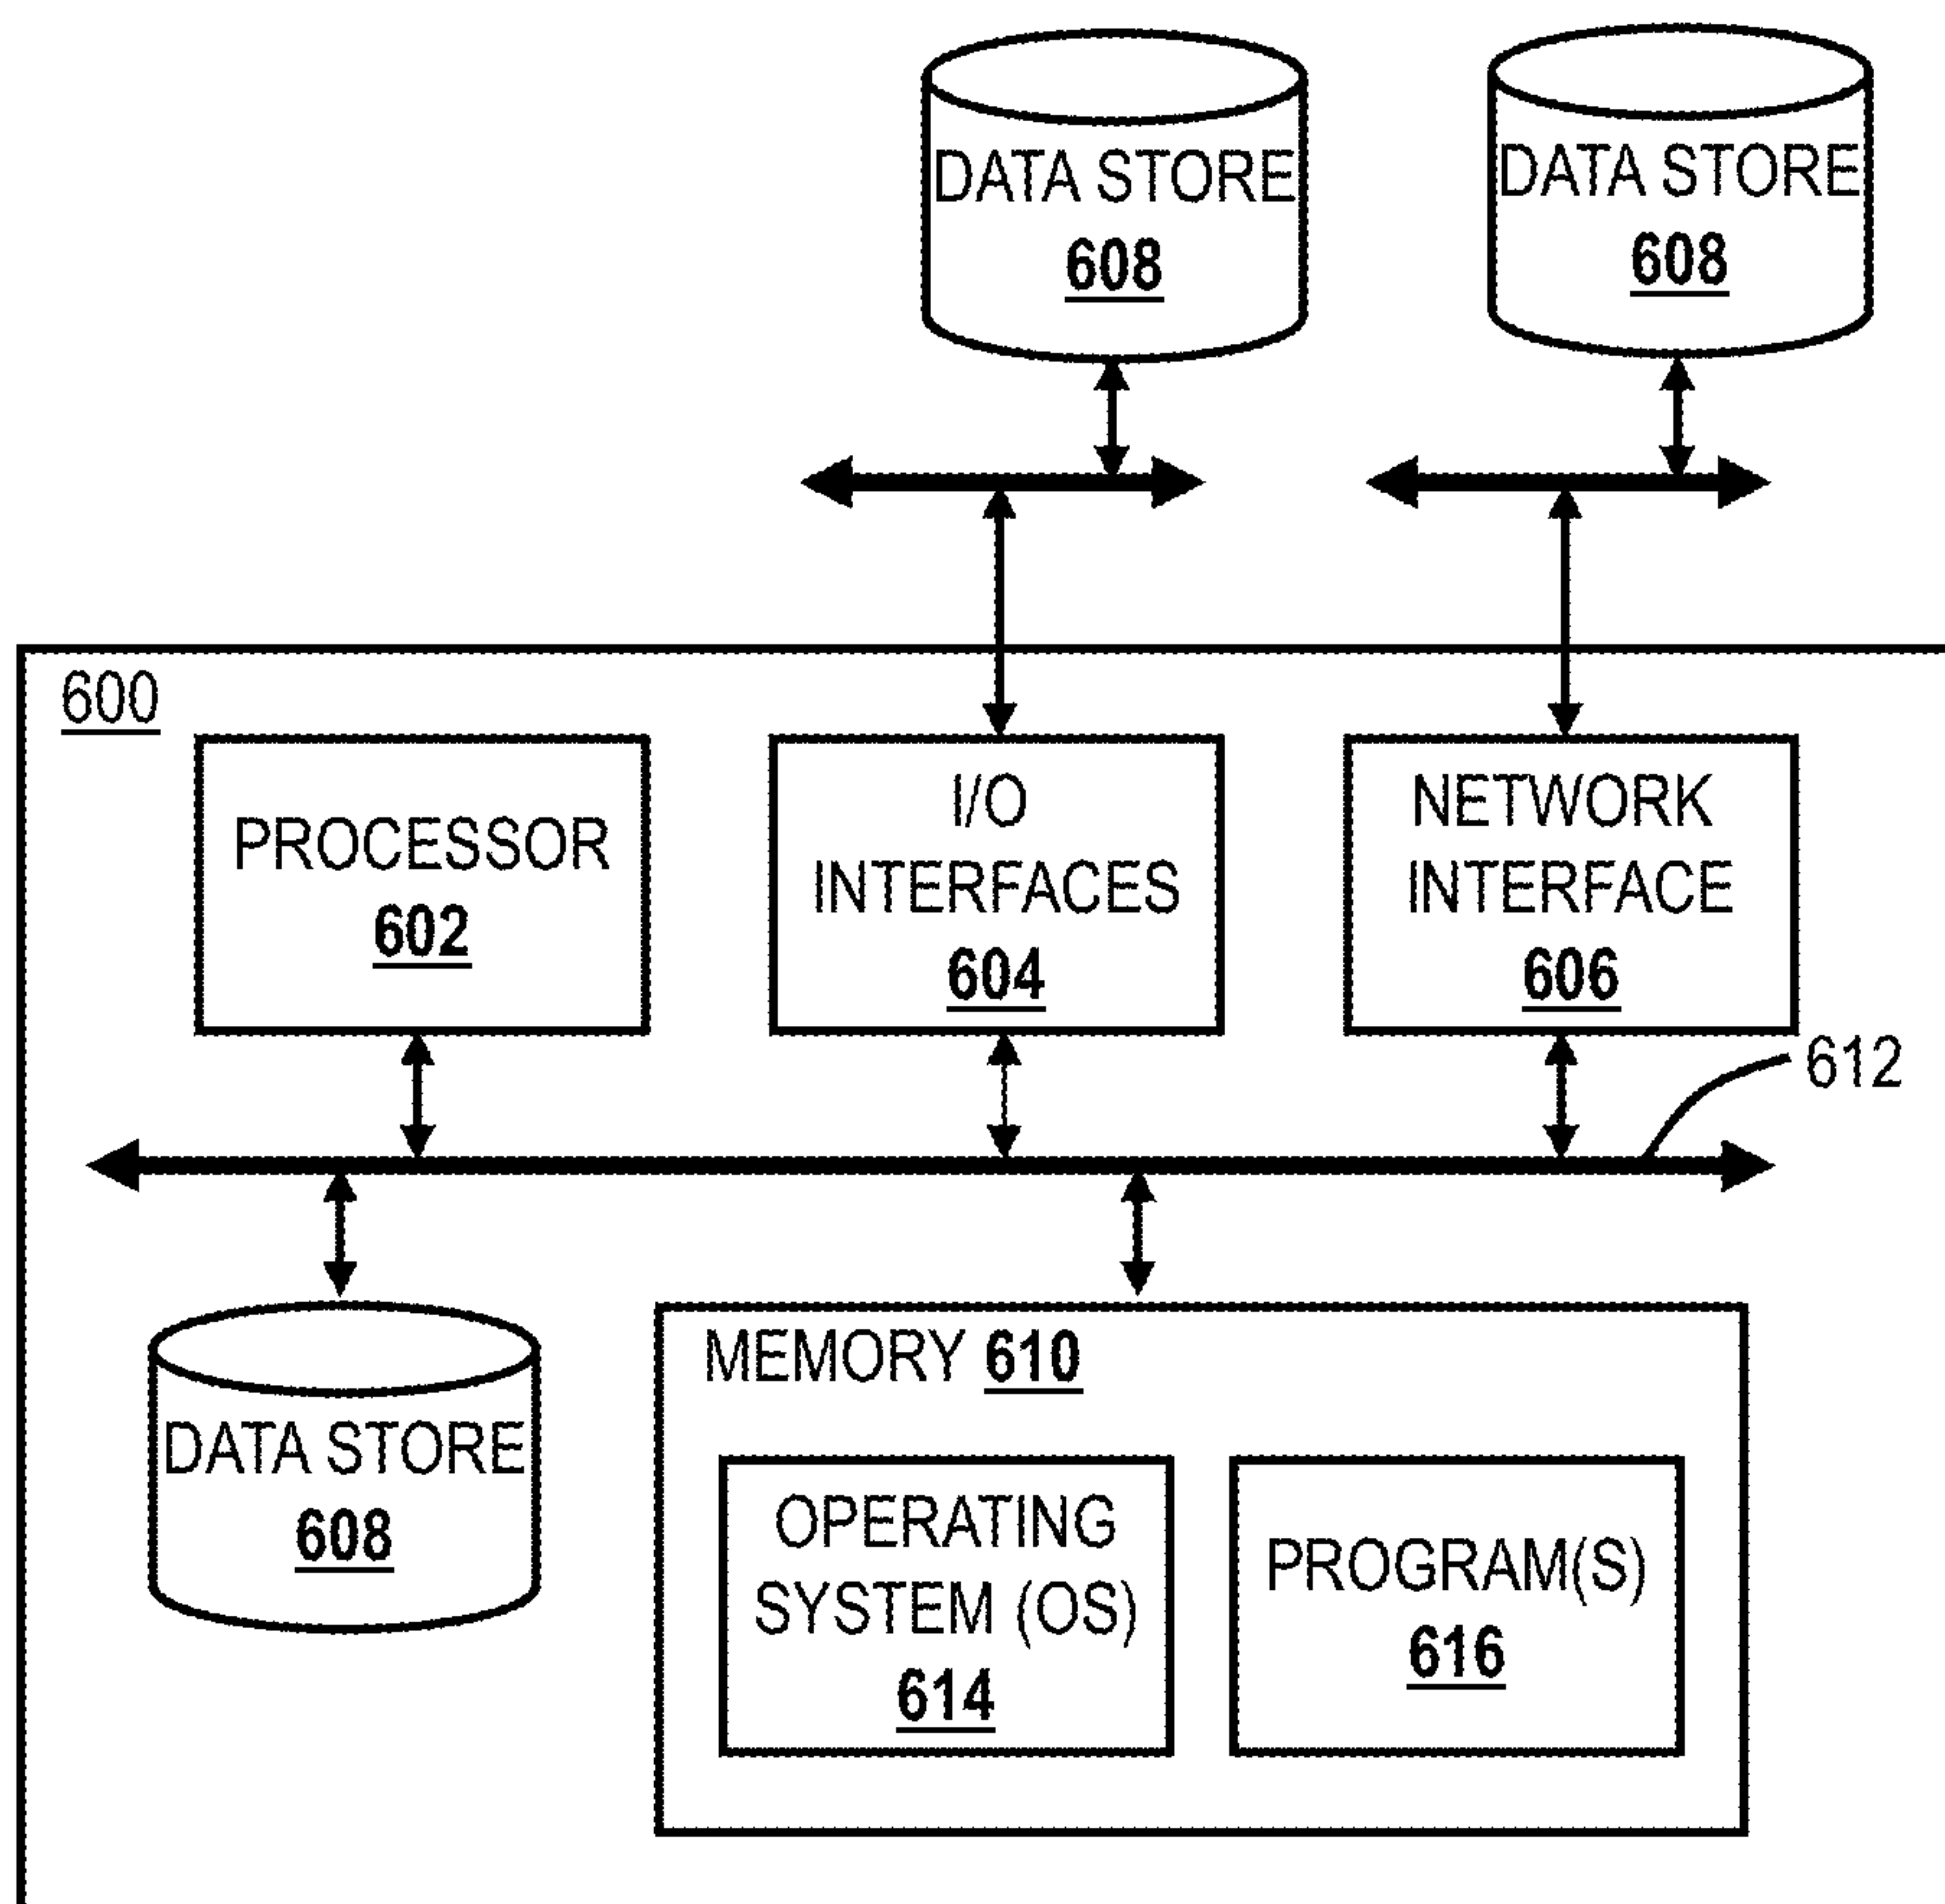 DATA STORE
608
DATA STORE
608
600
PROCESSOR
602
I/O
INTERFACES
604
NETWORK
INTERFACE
606
612
DATA STORE
608
MEMORY 610
OPERATING
SYSTEM (OS)
614
PROGRAM(S)
616